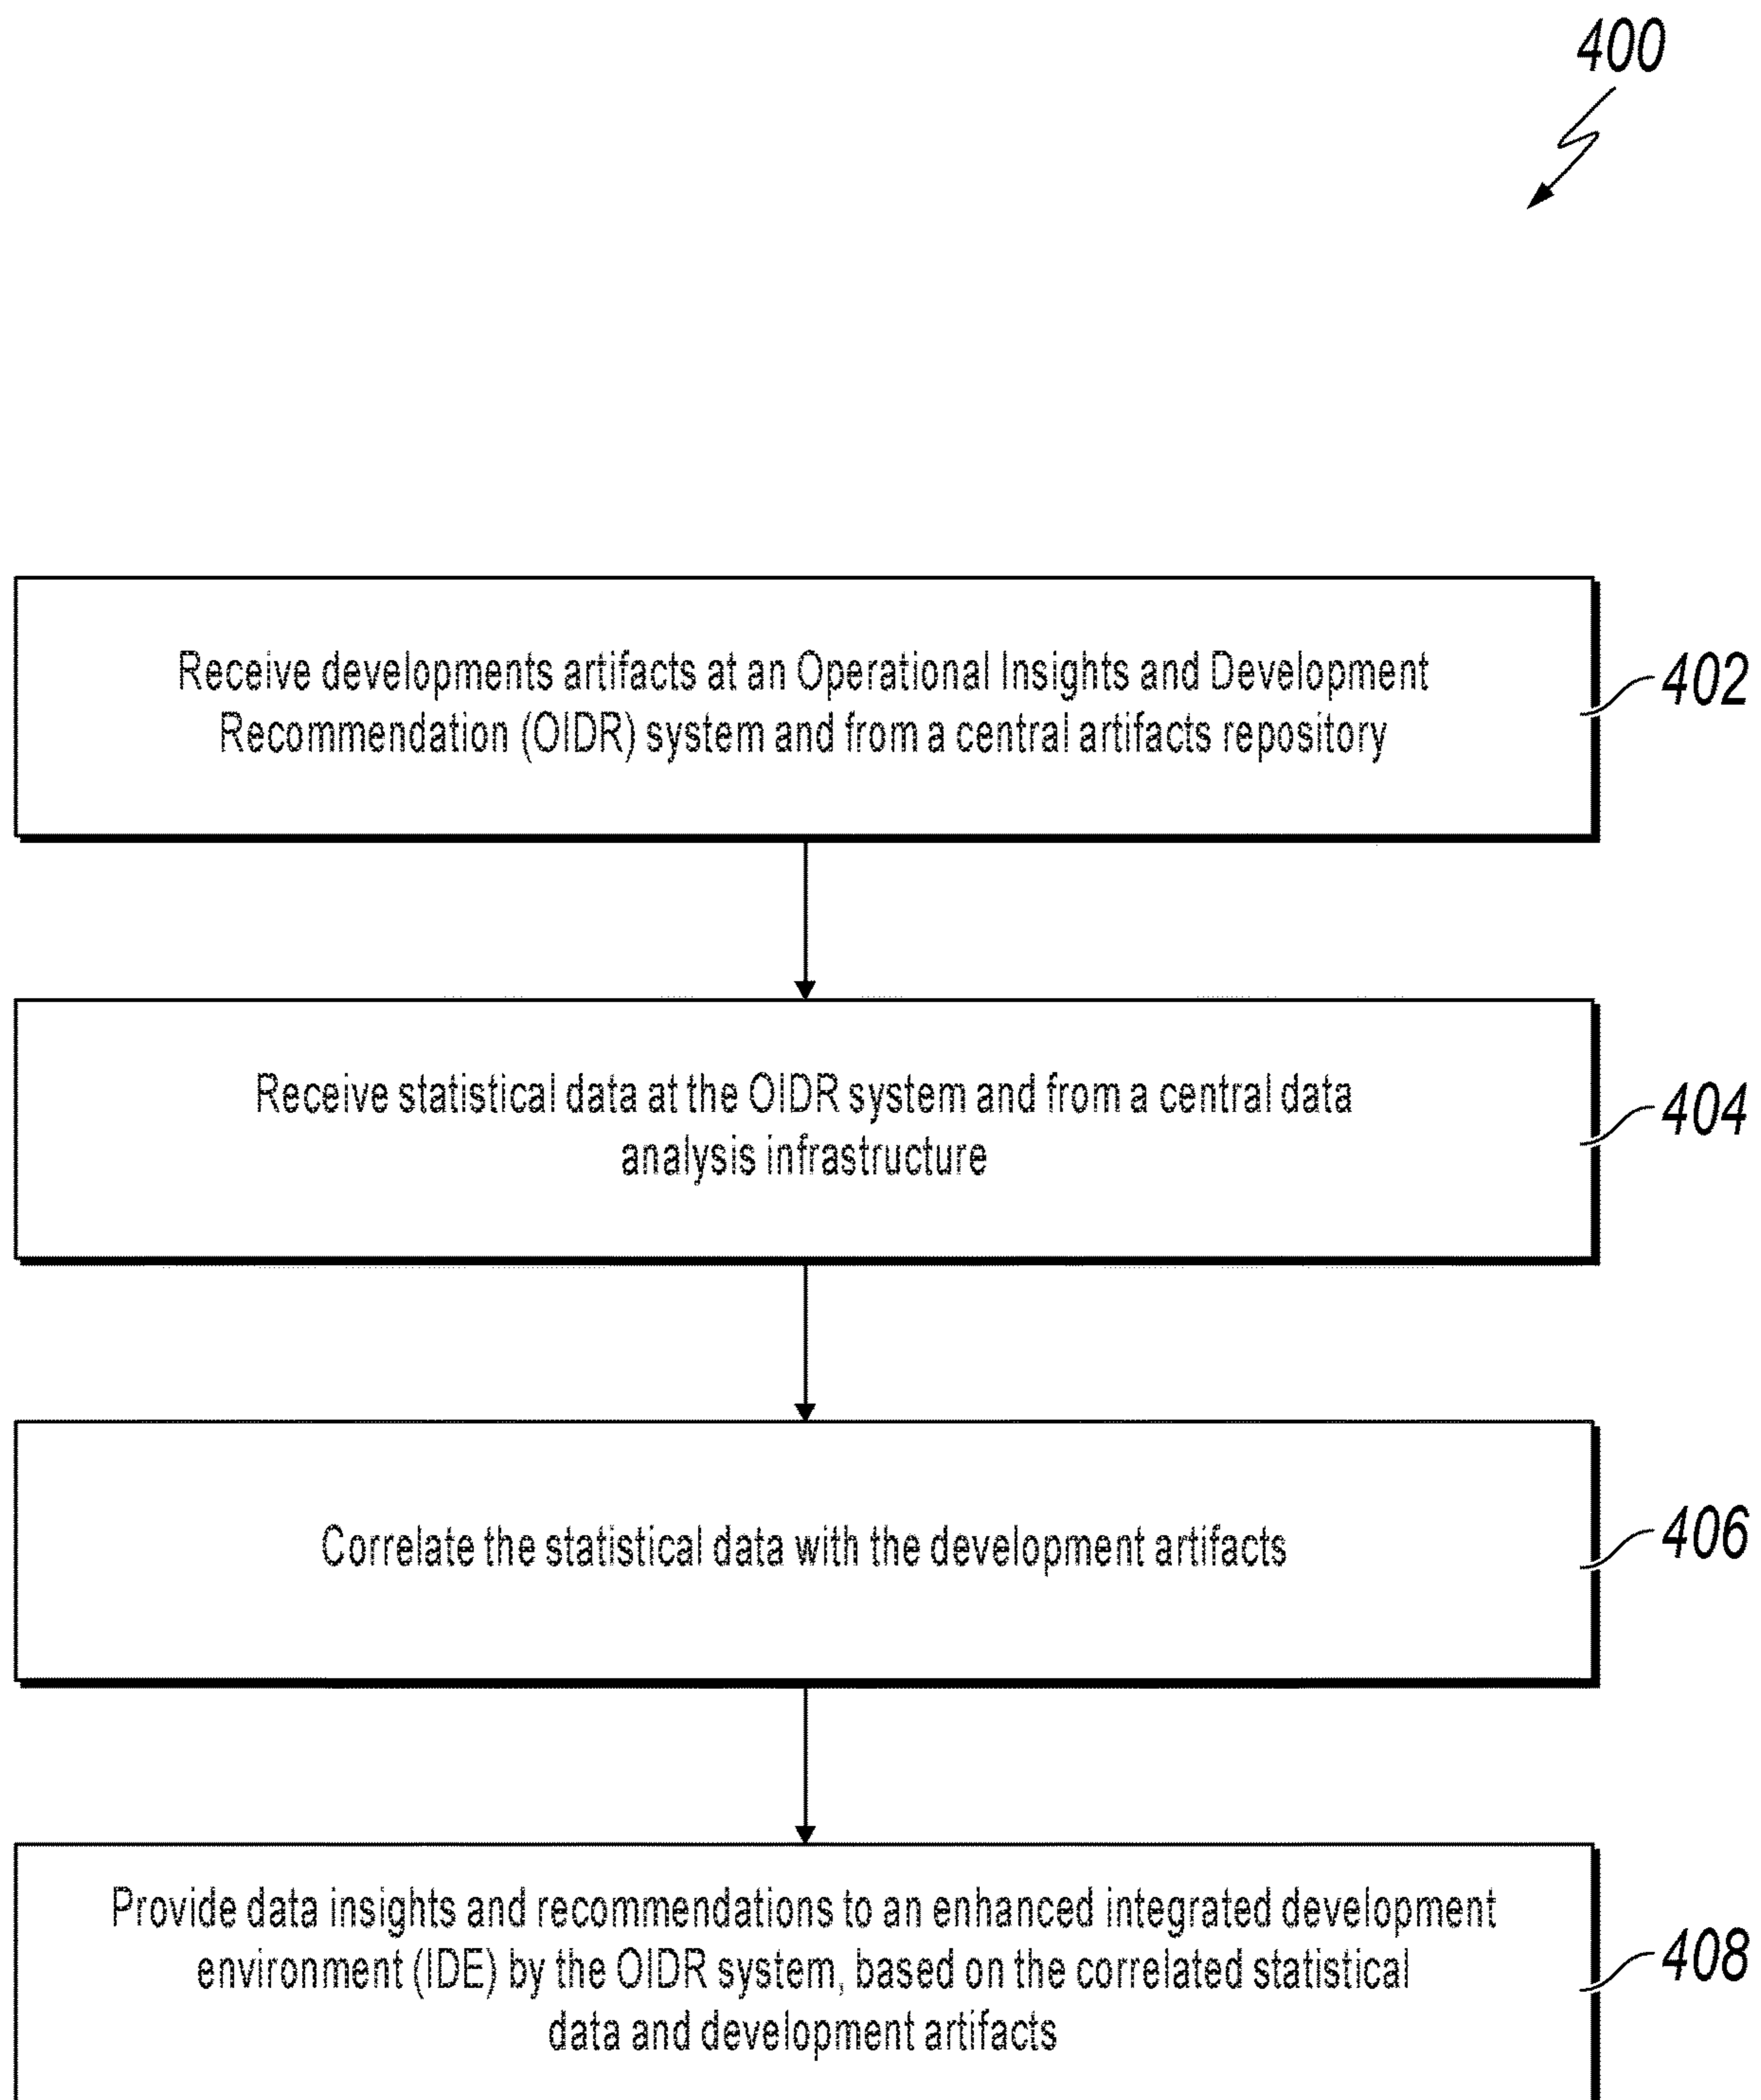 400
Receive developments artifacts at an Operational Insights and Development
Recommendation (OIDR) system and from a central artifacts repository
402
Receive statistical data at the OIDR system and from a central data
analysis infrastructure
404
Correlate the statistical data with the development artifacts
406
Provide data insights and recommendations to an enhanced integrated development
environment (IDE) by the OIDR system, based on the correlated statistical
data and development artifacts
408